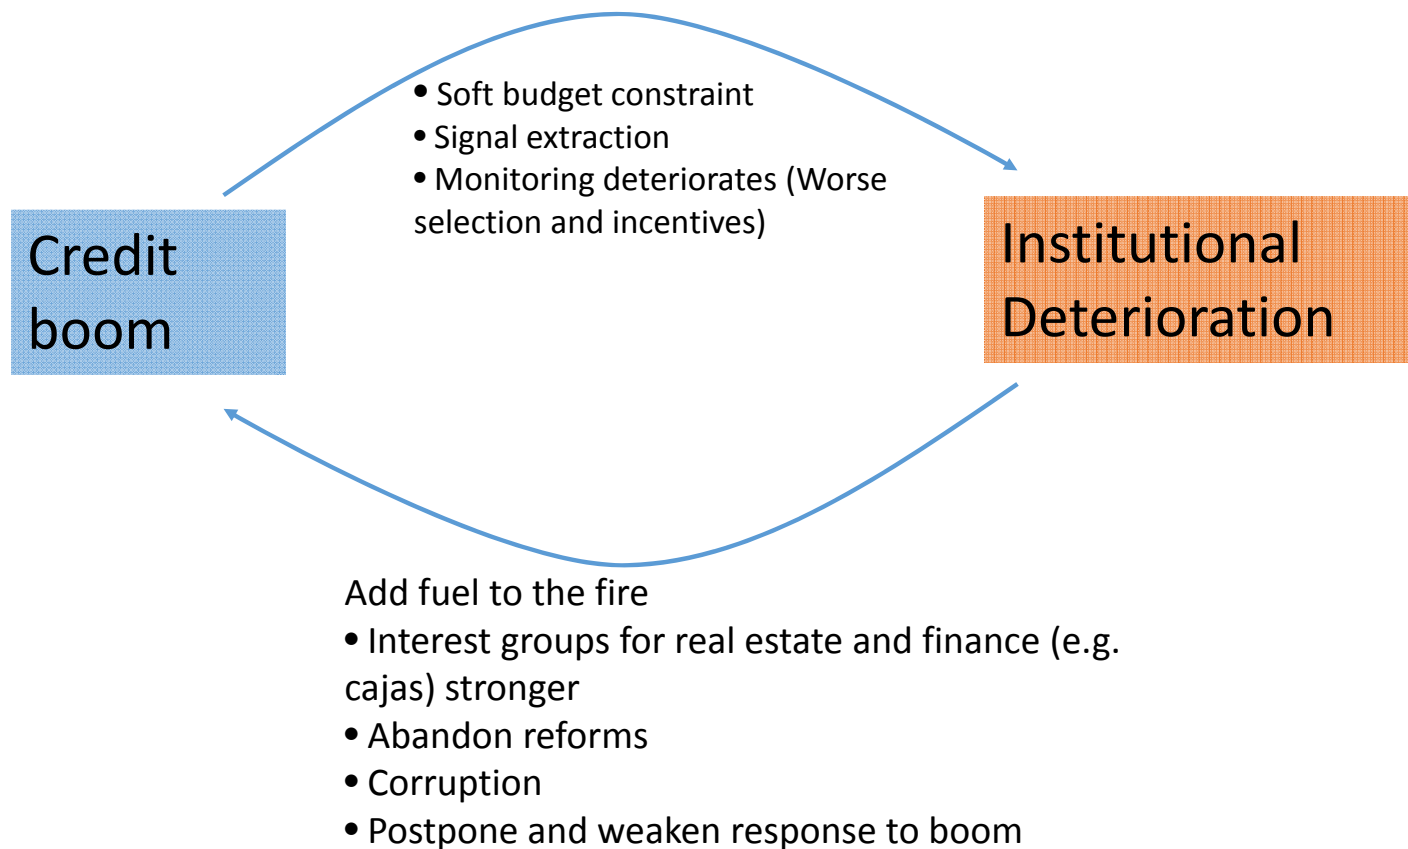 • Soft budget constraint
• Signal extraction
• Monitoring deteriorates (Worse
selection and incentives)
Credit
boom
Institutional
Deterioration
Add fuel to the fire
• Interest groups for real estate and finance (e.g.
cajas) stronger
• Abandon reforms
• Corruption
• Postpone and weaken response to boom